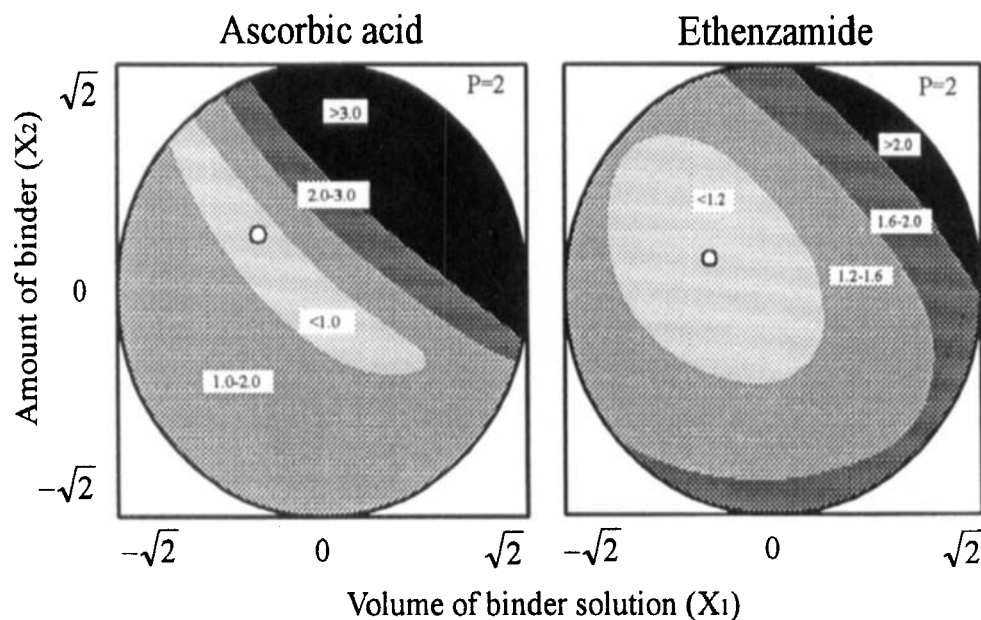 Ascorbic acid
Ethenzamide
P=2
P=2
√2
>3.0
>2.0
2.0-3.0
<1.2
1.6-2.0
1.2-1.6
Amount of binder (X2)
0
<1.0
1.0-2.0
−√2
−√2
0
√2
−√2
0
√2
Volume of binder solution (X1)